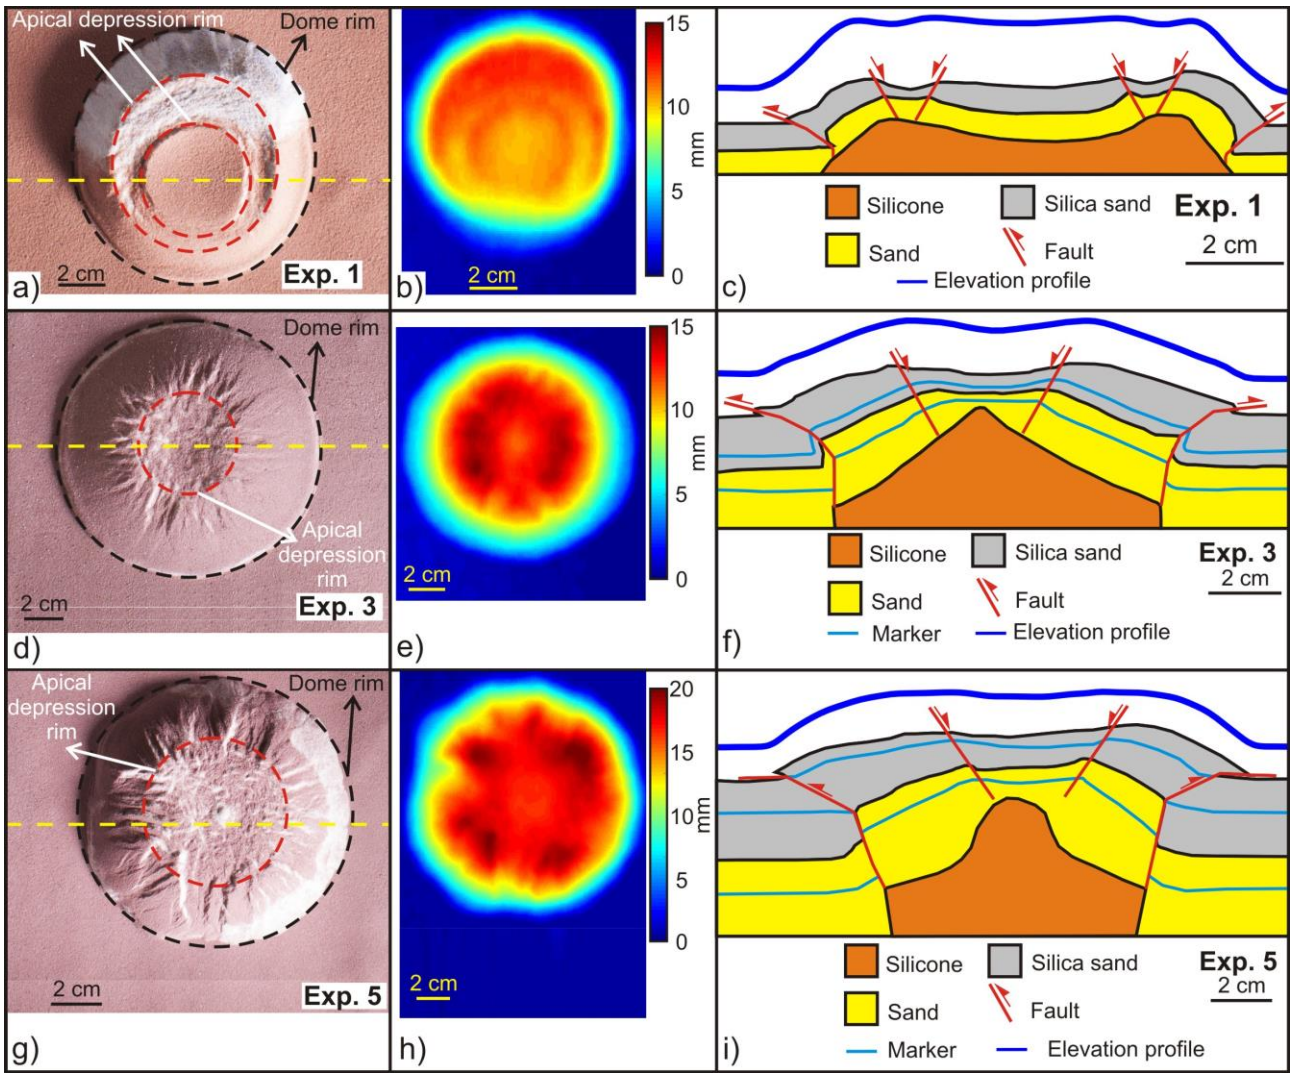 Apical depression rim
Dome rim
2 cm
Exp. 1
a)
15
10
5
0
mm
2 cm
b)
Silicone
Silica sand
Exp. 1
Sand
Fault
2 cm
Elevation profile
c)
Dome rim
Apical
depression
rim
2 cm
Exp. 3
d)
15
10
5
0
mm
2 cm
e)
Silicone
Silica sand
Exp. 3
Sand
Fault
2 cm
Marker
Elevation profile
f)
Apical
depression
rim
Dome rim
2 cm
Exp. 5
g)
20
15
10
5
0
mm
2 cm
h)
Silicone
Silica sand
Exp. 5
Sand
Fault
2 cm
Marker
Elevation profile
i)